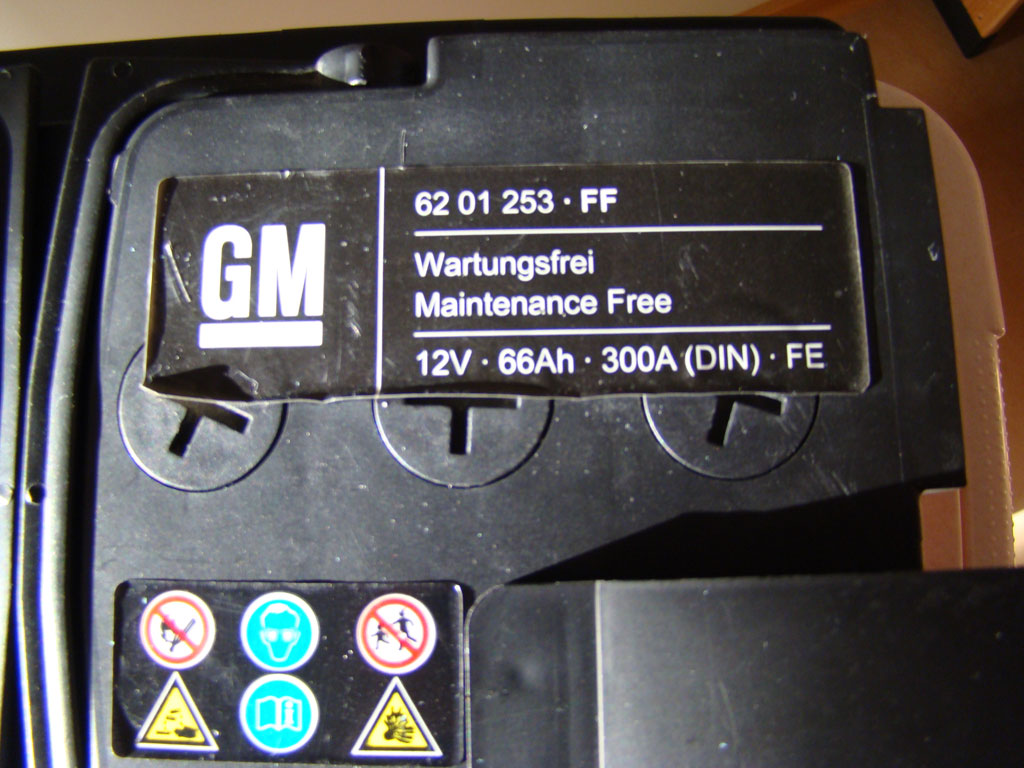 GM
62 01 253 · FF
Wartungsfrei
Maintenance Free
12V · 66Ah · 300A (DIN) · FE